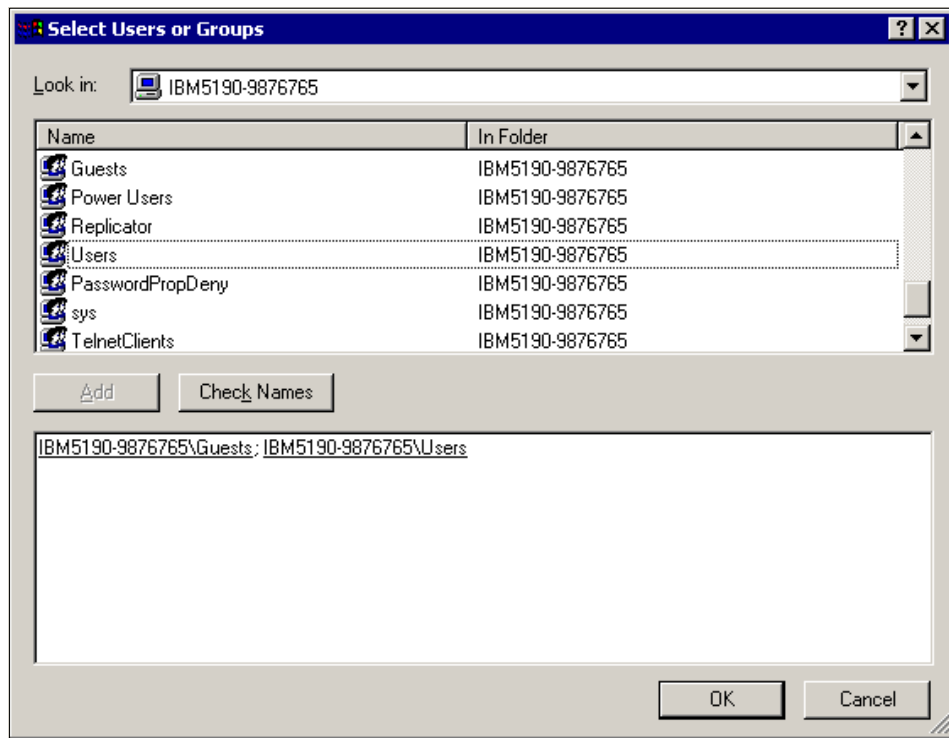 Select Users or Groups
Look in: IBM5190-9876765
Name In Folder
Guests IBM5190-9876765
Power Users IBM5190-9876765
Replicator IBM5190-9876765
Users IBM5190-9876765
PasswordPropDeny IBM5190-9876765
sys IBM5190-9876765
TelnetClients IBM5190-9876765
Add Check Names
IBM5190-9876765\Guests; IBM5190-9876765\Users
OK Cancel